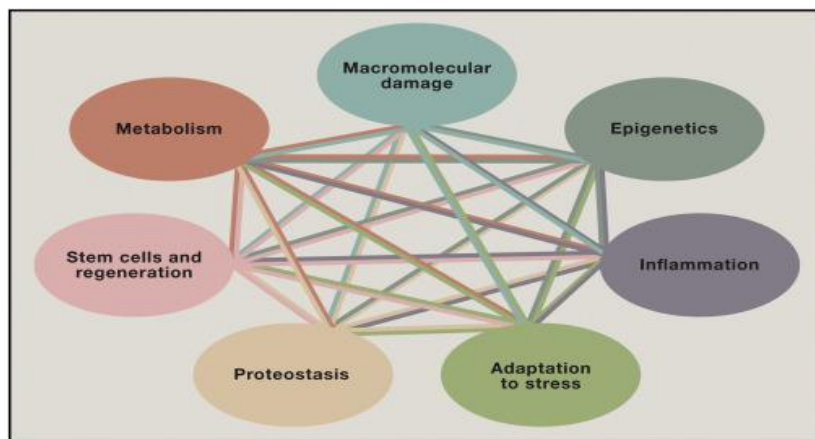 Macromolecular
damage
Metabolism
Epigenetics
Stem cells and
regeneration
Inflammation
Proteostasis
Adaptation
to stress